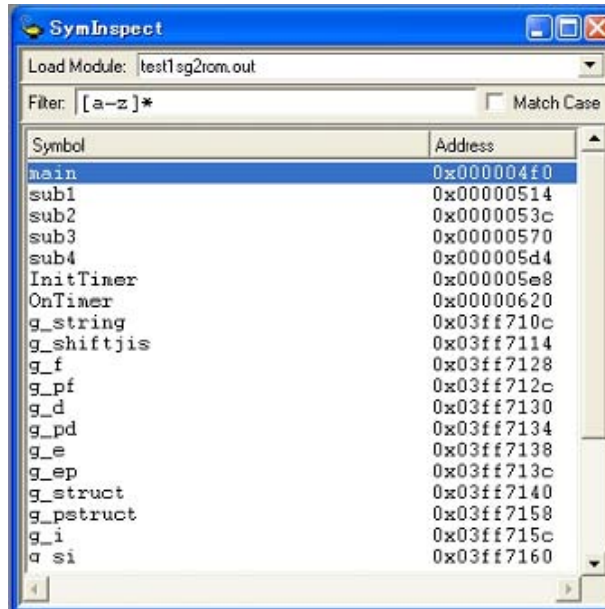 SymInspect
Load Module: test1sg2rom.out
Filter: [a-z]* Match Case
Symbol Address
main 0x000004f0
sub1 0x00000514
sub2 0x0000053c
sub3 0x00000570
sub4 0x000005d4
InitTimer 0x000005e8
OnTimer 0x00000620
g_string 0x03ff710c
g_shiftjis 0x03ff7114
g_f 0x03ff7128
g_pf 0x03ff712c
g_d 0x03ff7130
g_pd 0x03ff7134
g_e 0x03ff7138
g_ep 0x03ff713c
g_struct 0x03ff7140
g_pstruct 0x03ff7158
g_i 0x03ff715c
g_si 0x03ff7160